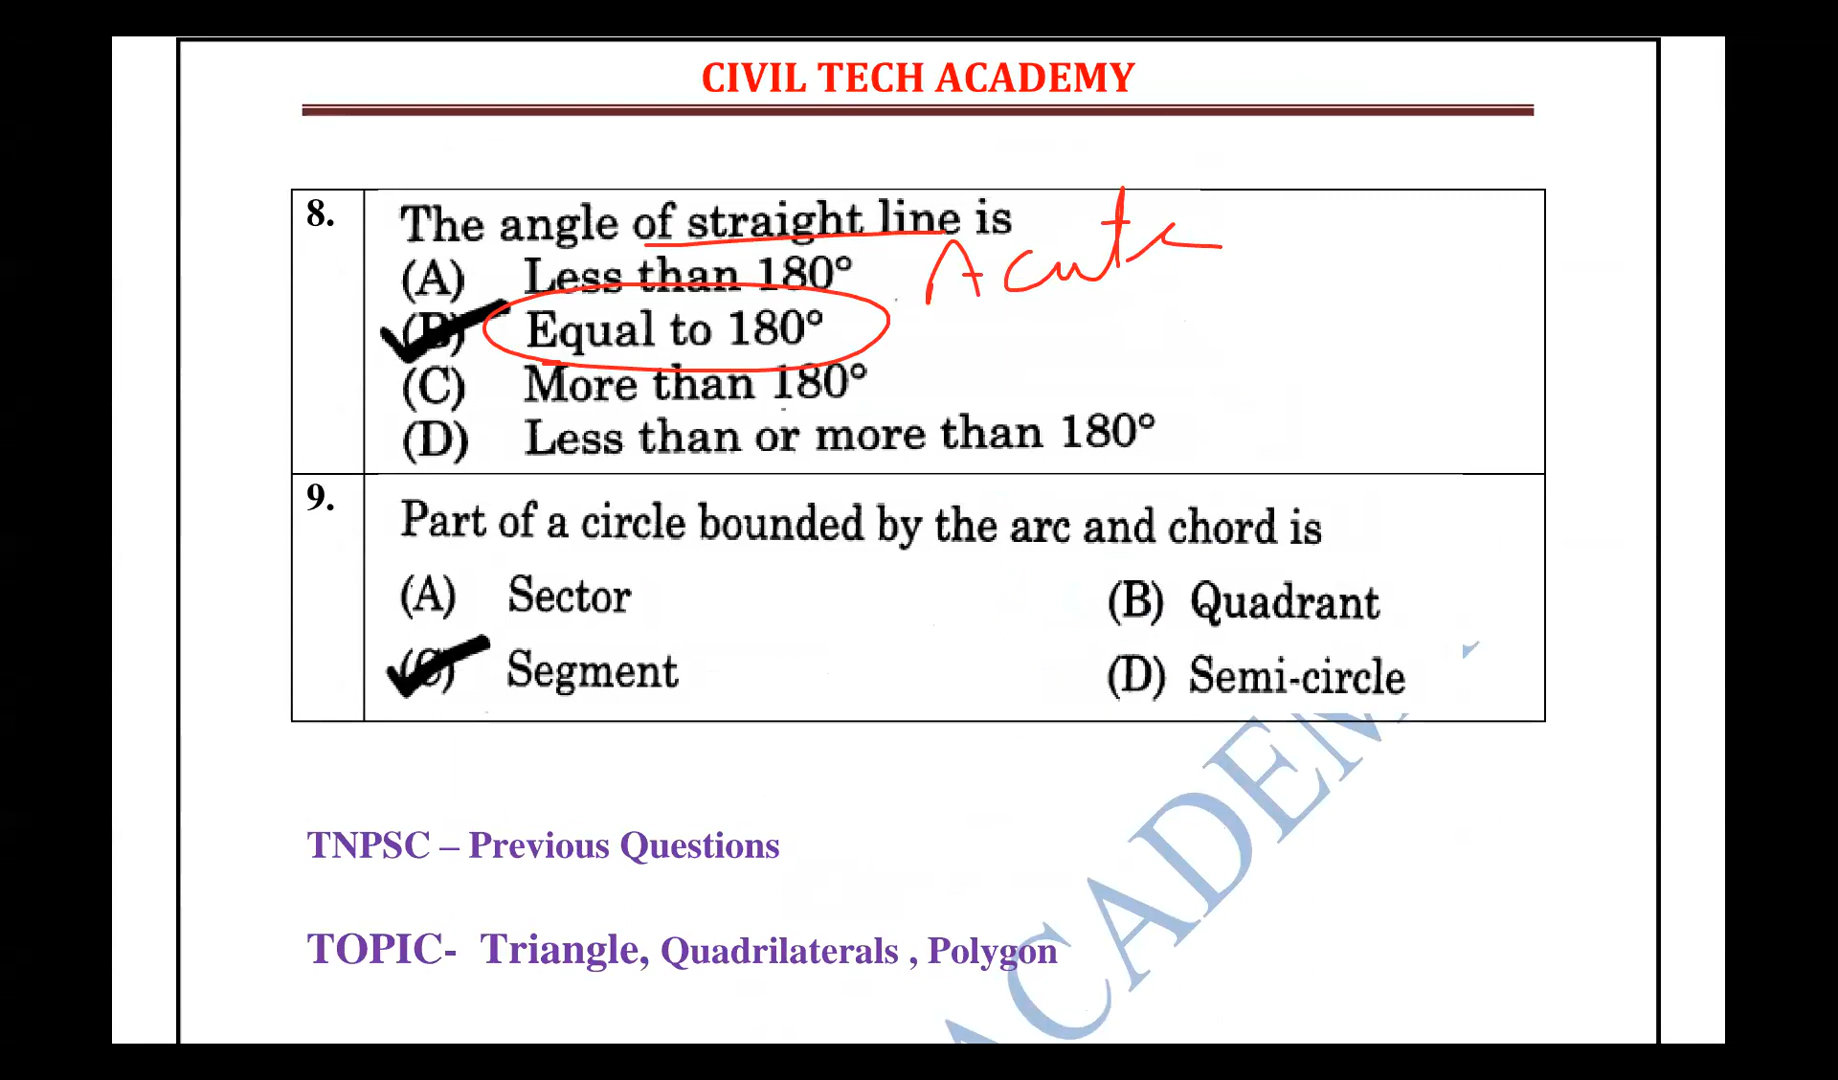 CIVIL TECH ACADEMY
8. The angle of straight line is
Acute
(A) Less than 180°
(B) Equal to 180°
(C) More than 180°
(D) Less than or more than 180°
9. Part of a circle bounded by the arc and chord is
(A) Sector (B) Quadrant
(C) Segment (D) Semi-circle
TNPSC – Previous Questions
TOPIC- Triangle, Quadrilaterals , Polygon
ACADEM